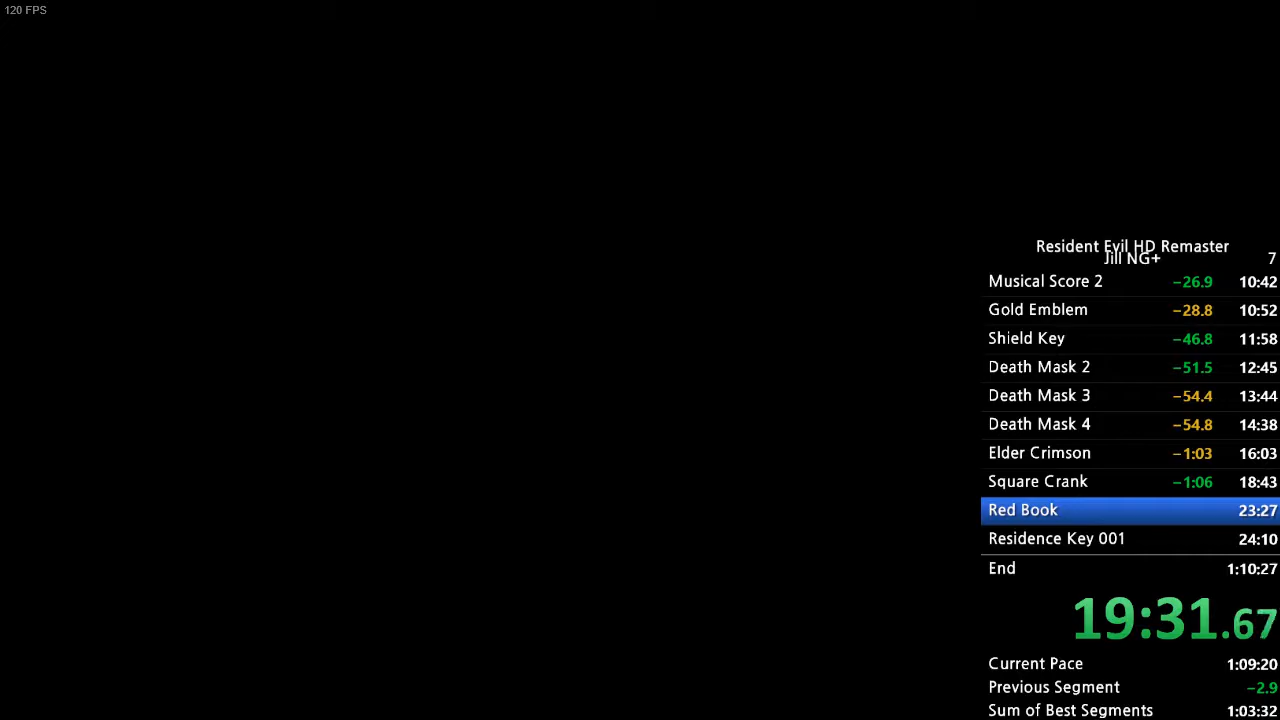 120 FPS
Resident Evil HD Remaster
Jill NG+ 7
Musical Score 2 −26.9 10:42
Gold Emblem −28.8 10:52
Shield Key −46.8 11:58
Death Mask 2 −51.5 12:45
Death Mask 3 −54.4 13:44
Death Mask 4 −54.8 14:38
Elder Crimson −1:03 16:03
Square Crank −1:06 18:43
Red Book 23:27
Residence Key 001 24:10
End 1:10:27
19:31.67
Current Pace 1:09:20
Previous Segment −2.9
Sum of Best Segments 1:03:32